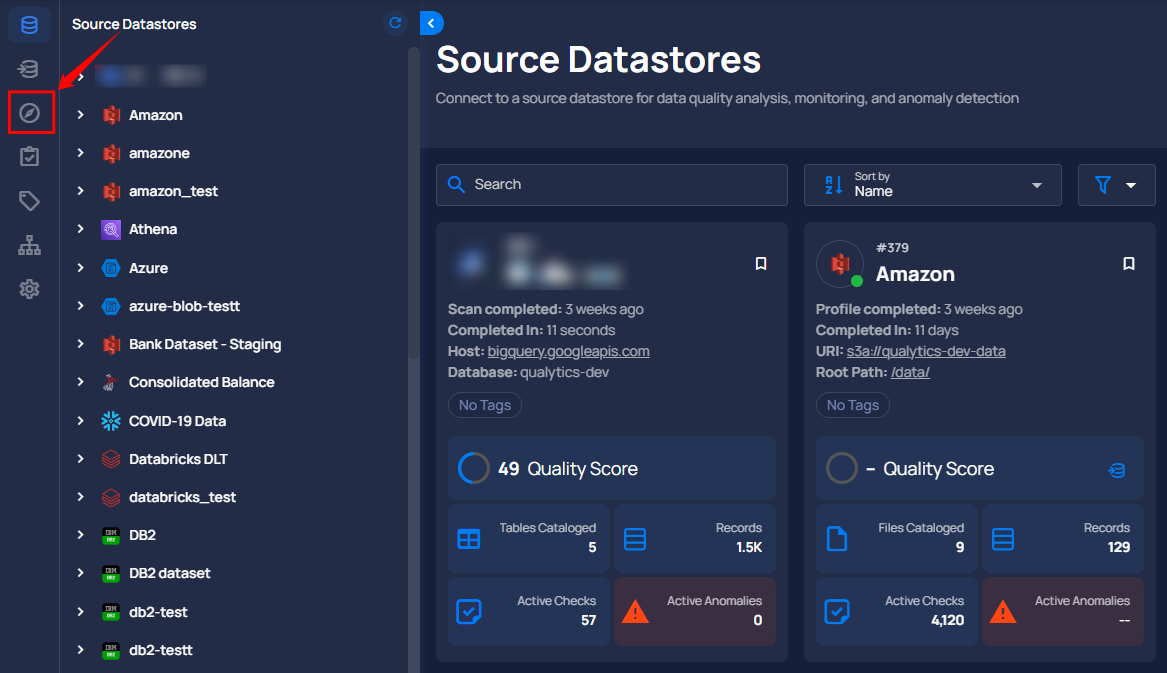 Source Datastores
Amazon
amazone
amazon_test
Athena
Azure
azure-blob-testt
Bank Dataset - Staging
Consolidated Balance
COVID-19 Data
Databricks DLT
databricks_test
DB2
DB2 dataset
db2-test
db2-testt
Source Datastores
Connect to a source datastore for data quality analysis, monitoring, and anomaly detection
Search
Sort by
Name
Scan completed: 3 weeks ago
Completed In: 11 seconds
Host: bigquery.googleapis.com
Database: qualytics-dev
No Tags
49 Quality Score
Tables Cataloged
5
Records
1.5K
Active Checks
57
Active Anomalies
0
#379
Amazon
Profile completed: 3 weeks ago
Completed In: 11 days
URI: s3a://qualytics-dev-data
Root Path: /data/
No Tags
– Quality Score
Files Cataloged
9
Records
129
Active Checks
4,120
Active Anomalies
--